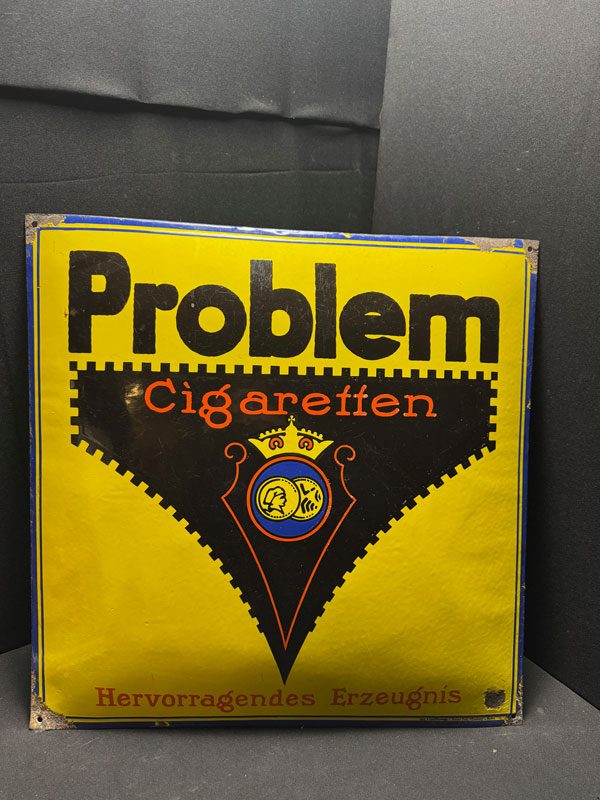 Problem
Cigaretten
Hervorragendes Erzeugnis